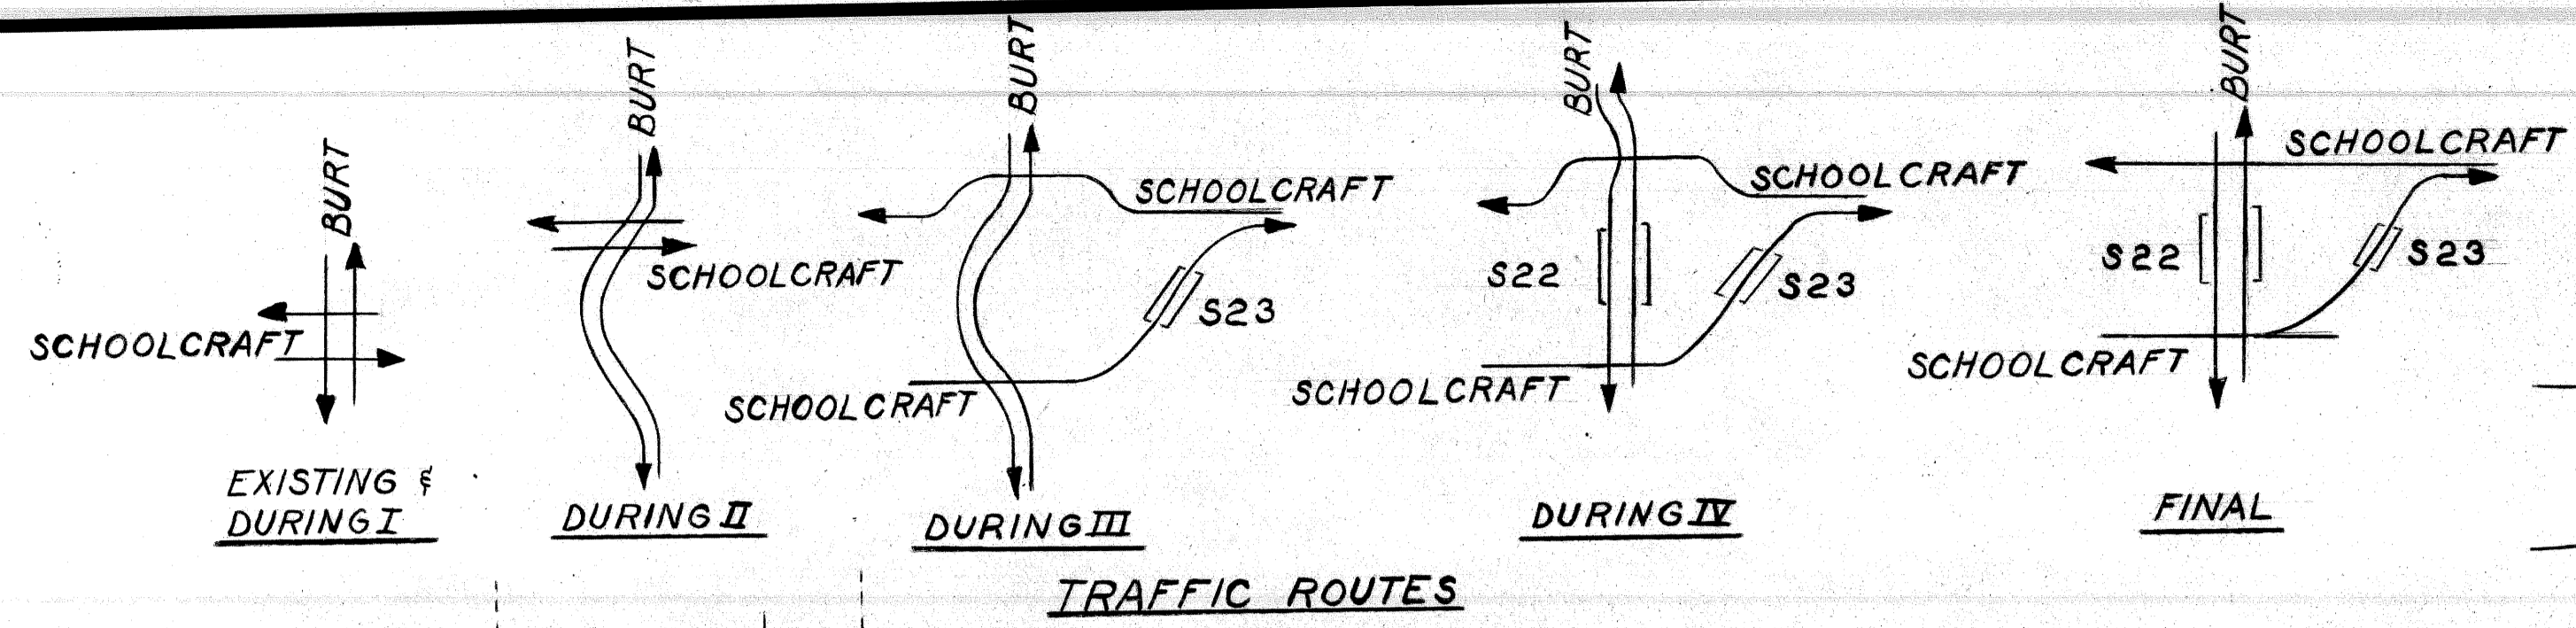 BURT
SCHOOLCRAFT
EXISTING &
DURING I
BURT
SCHOOLCRAFT
DURING II
BURT
SCHOOLCRAFT
S23
SCHOOLCRAFT
DURING III
BURT
SCHOOLCRAFT
S22
S23
SCHOOLCRAFT
DURING IV
BURT
SCHOOLCRAFT
S22
S23
SCHOOLCRAFT
FINAL
TRAFFIC ROUTES